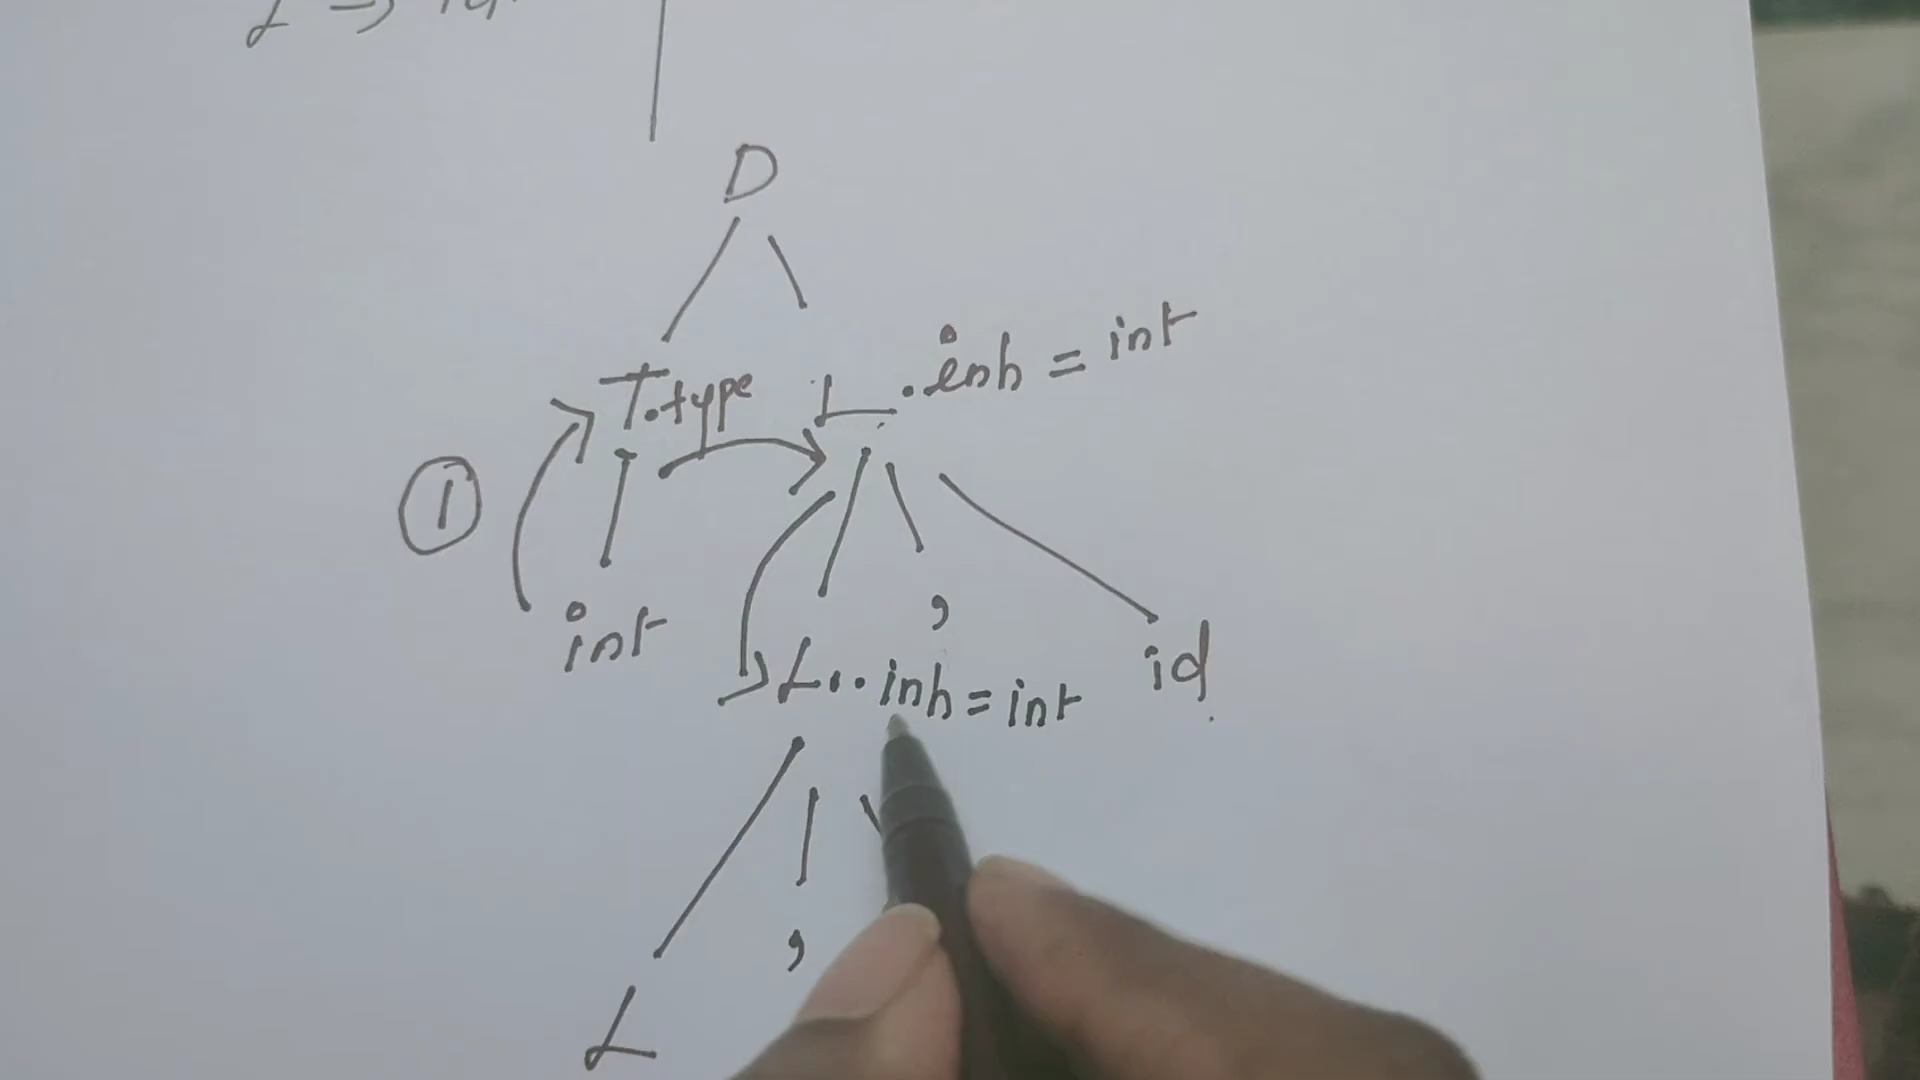 L →
D
T.type L.inh = int
①
int , id
L..inh = int
,
L